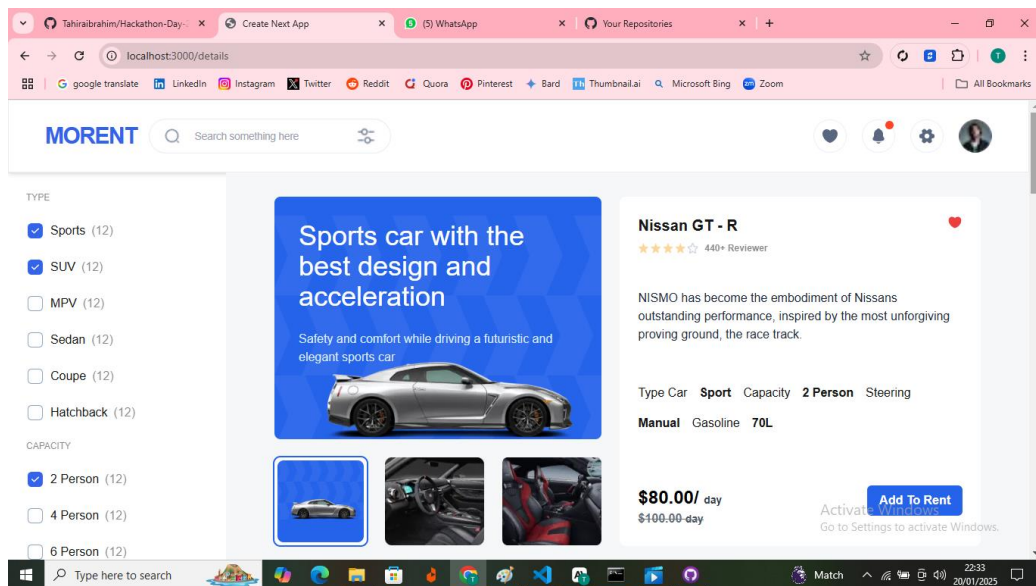 Tahiraibrahim/Hackathon-Day-
Create Next App
(5) WhatsApp
Your Repositories
localhost:3000/details
T
google translate
LinkedIn
Instagram
Twitter
Reddit
Quora
Pinterest
Bard
Th Thumbnail.ai
Microsoft Bing
zm Zoom
All Bookmarks
MORENT
Search something here
TYPE
Sports (12)
SUV (12)
MPV (12)
Sedan (12)
Coupe (12)
Hatchback (12)
CAPACITY
2 Person (12)
4 Person (12)
6 Person (12)
Sports car with the
best design and
acceleration
Safety and comfort while driving a futuristic and
elegant sports car
Nissan GT - R
440+ Reviewer
NISMO has become the embodiment of Nissans
outstanding performance, inspired by the most unforgiving
proving ground, the race track.
Type Car Sport Capacity 2 Person Steering
Manual Gasoline 70L
$80.00/ day
$100.00 day
Add To Rent
Activate Windows
Go to Settings to activate Windows.
Type here to search
Match
22:33
20/01/2025